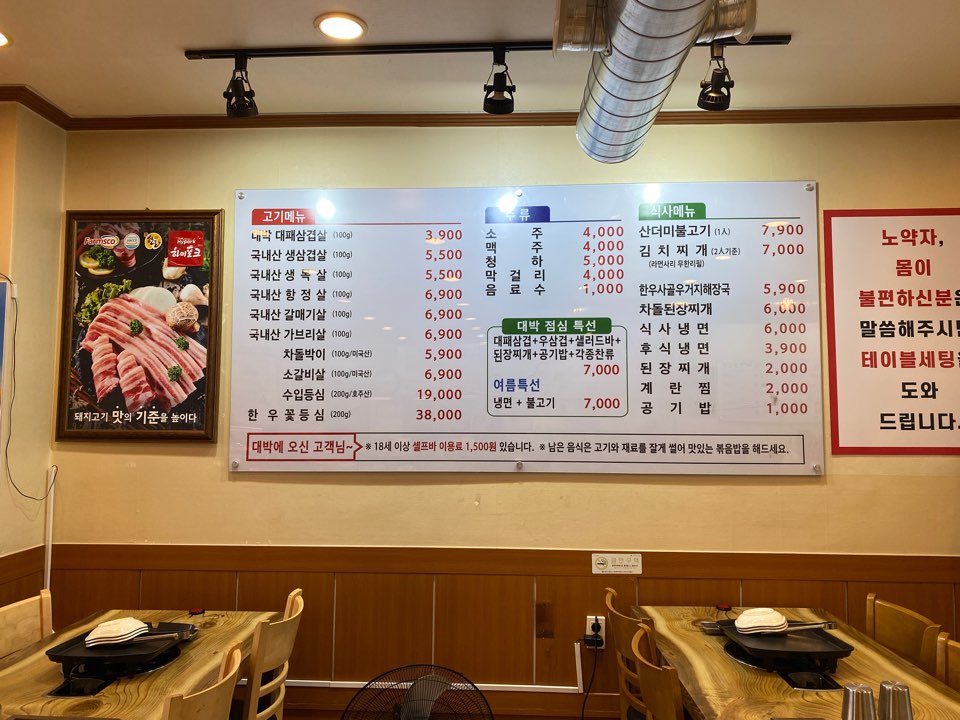 Farmsco
Hypork
하이포크
돼지고기 맛의 기준을 높이다
고기메뉴
대박 대패삼겹살 (100g) 3,900
국내산 생삼겹살 (100g) 5,500
국내산 생 목 살 (100g) 5,500
국내산 항 정 살 (100g) 6,900
국내산 갈매기살 (100g) 6,900
국내산 가브리살 (100g) 6,900
차돌박이 (100g/미국산) 5,900
소갈비살 (100g/미국산) 6,900
수입등심 (200g/호주산) 19,000
한 우 꽃 등 심 (200g) 38,000
주 류
소 주 4,000
맥 주 4,000
청 하 5,000
막 걸 리 4,000
음 료 수 1,000
대박 점심 특선
대패삼겹+우삼겹+샐러드바+
된장찌개+공기밥+각종찬류
7,000
여름특선
냉면 + 불고기 7,000
식사메뉴
산더미불고기 (1人) 7,900
김 치 찌 개 (2人기준) 7,000
(라면사리 무한리필)
한우사골우거지해장국 5,900
차돌된장찌개 6,000
식 사 냉 면 6,000
후 식 냉 면 3,900
된 장 찌 개 2,000
계 란 찜 2,000
공 기 밥 1,000
대박에 오신 고객님~ ※ 18세 이상 셀프바 이용료 1,500원 있습니다. ※ 남은 음식은 고기와 재료를 잘게 썰어 맛있는 볶음밥을 해드세요.
노약자,
몸이
불편하신분은
말씀해주시면
테이블세팅을
도와
드립니다.
금연구역